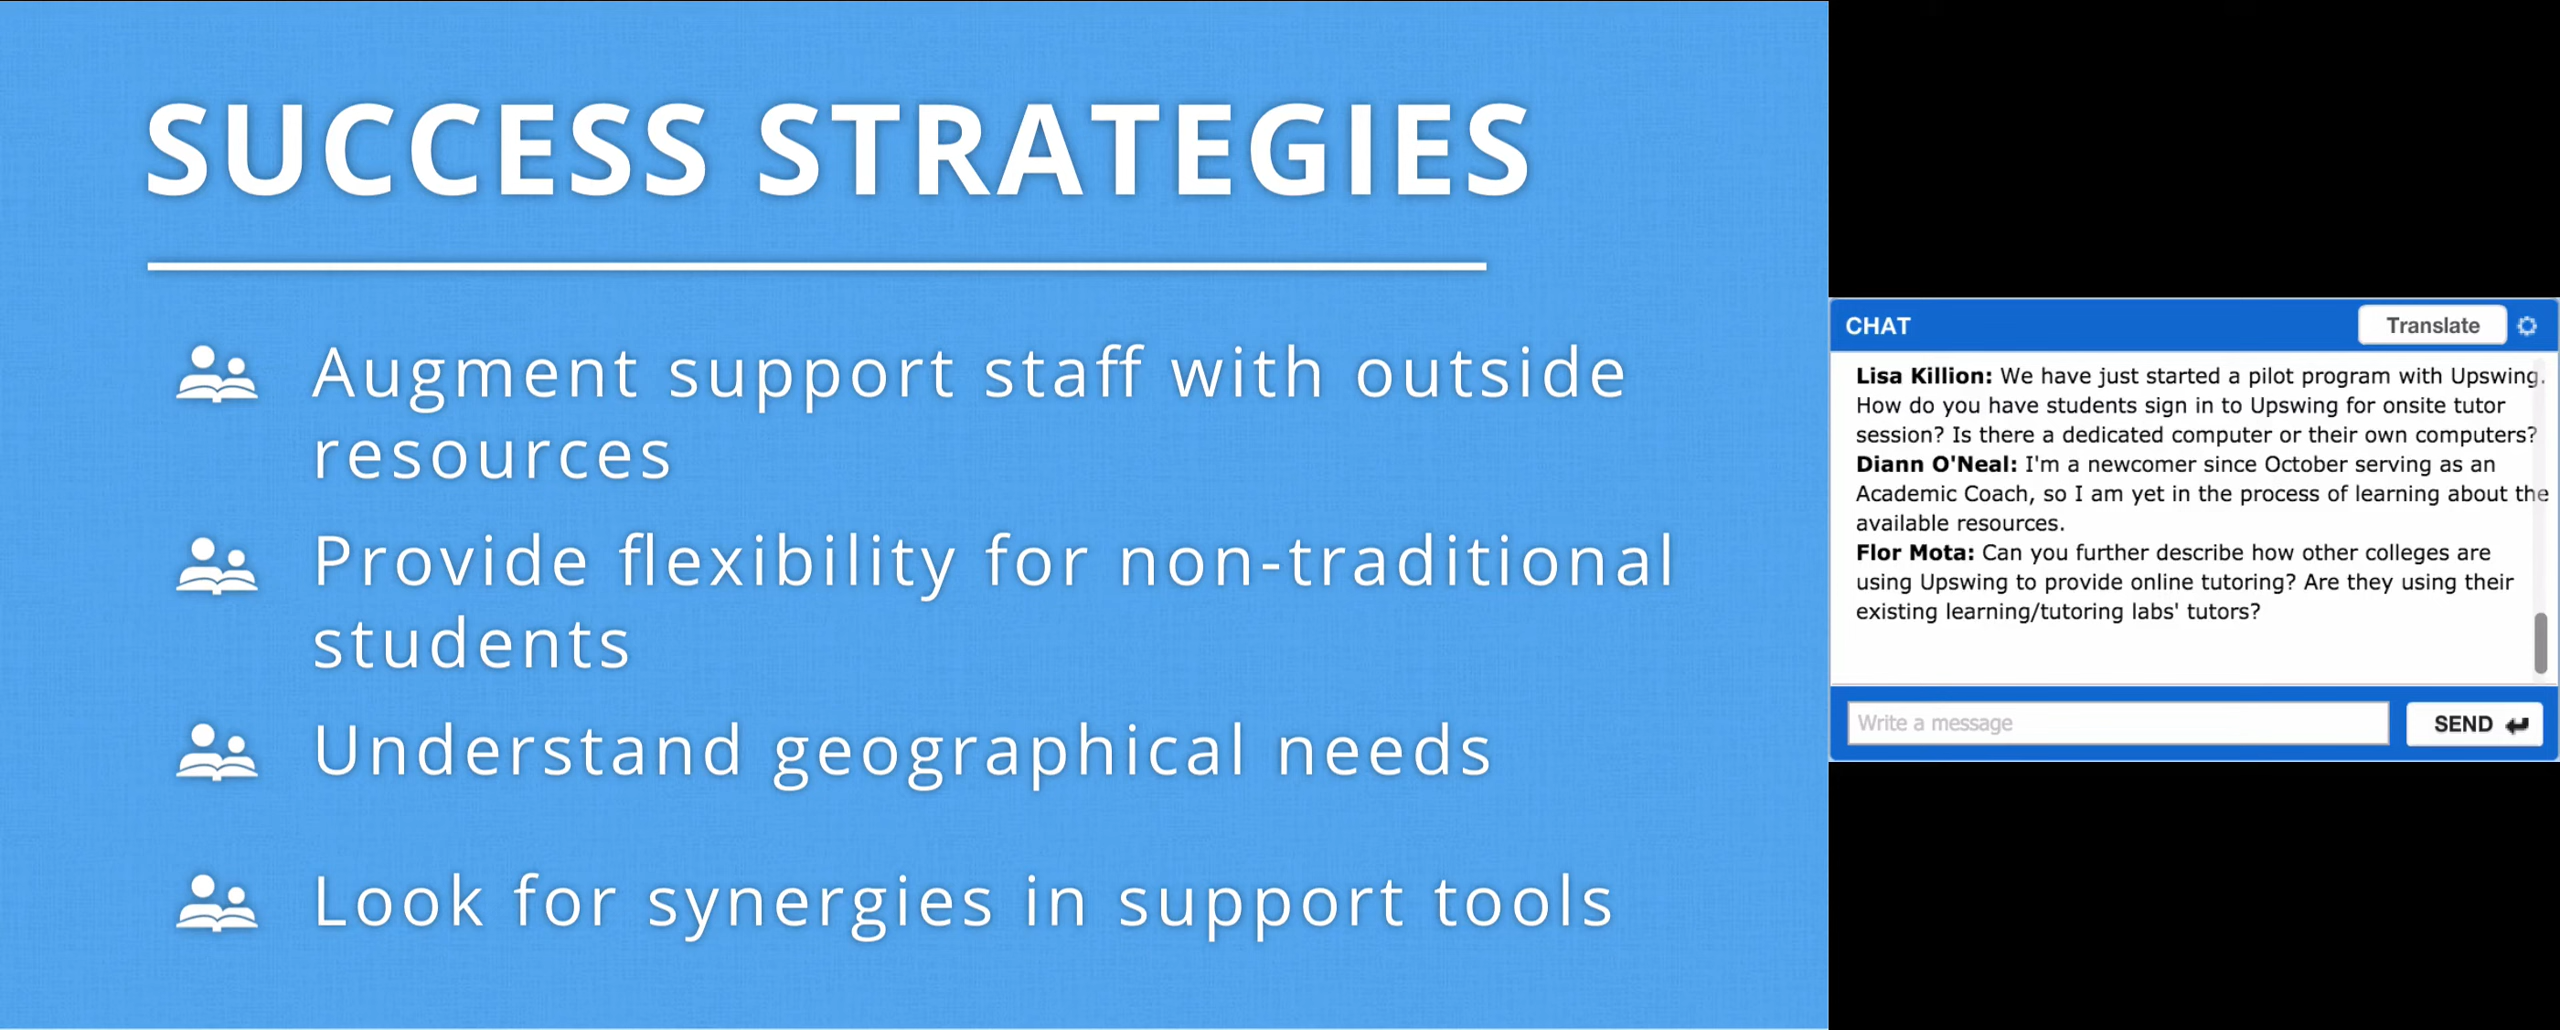 SUCCESS STRATEGIES
Augment support staff with outside
resources
Provide flexibility for non-traditional
students
Understand geographical needs
Look for synergies in support tools
CHAT
Translate
Lisa Killion: We have just started a pilot program with Upswing.
How do you have students sign in to Upswing for onsite tutor
session? Is there a dedicated computer or their own computers?
Diann O'Neal: I'm a newcomer since October serving as an
Academic Coach, so I am yet in the process of learning about the
available resources.
Flor Mota: Can you further describe how other colleges are
using Upswing to provide online tutoring? Are they using their
existing learning/tutoring labs' tutors?
Write a message
SEND